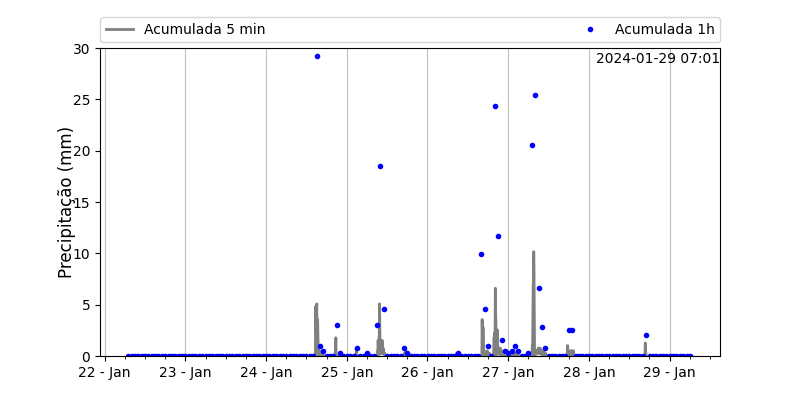 Acumulada 5 min
Acumulada 1h
2024-01-29 07:01
Precipitação (mm)
30
25
20
15
10
5
0
22 - Jan
23 - Jan
24 - Jan
25 - Jan
26 - Jan
27 - Jan
28 - Jan
29 - Jan